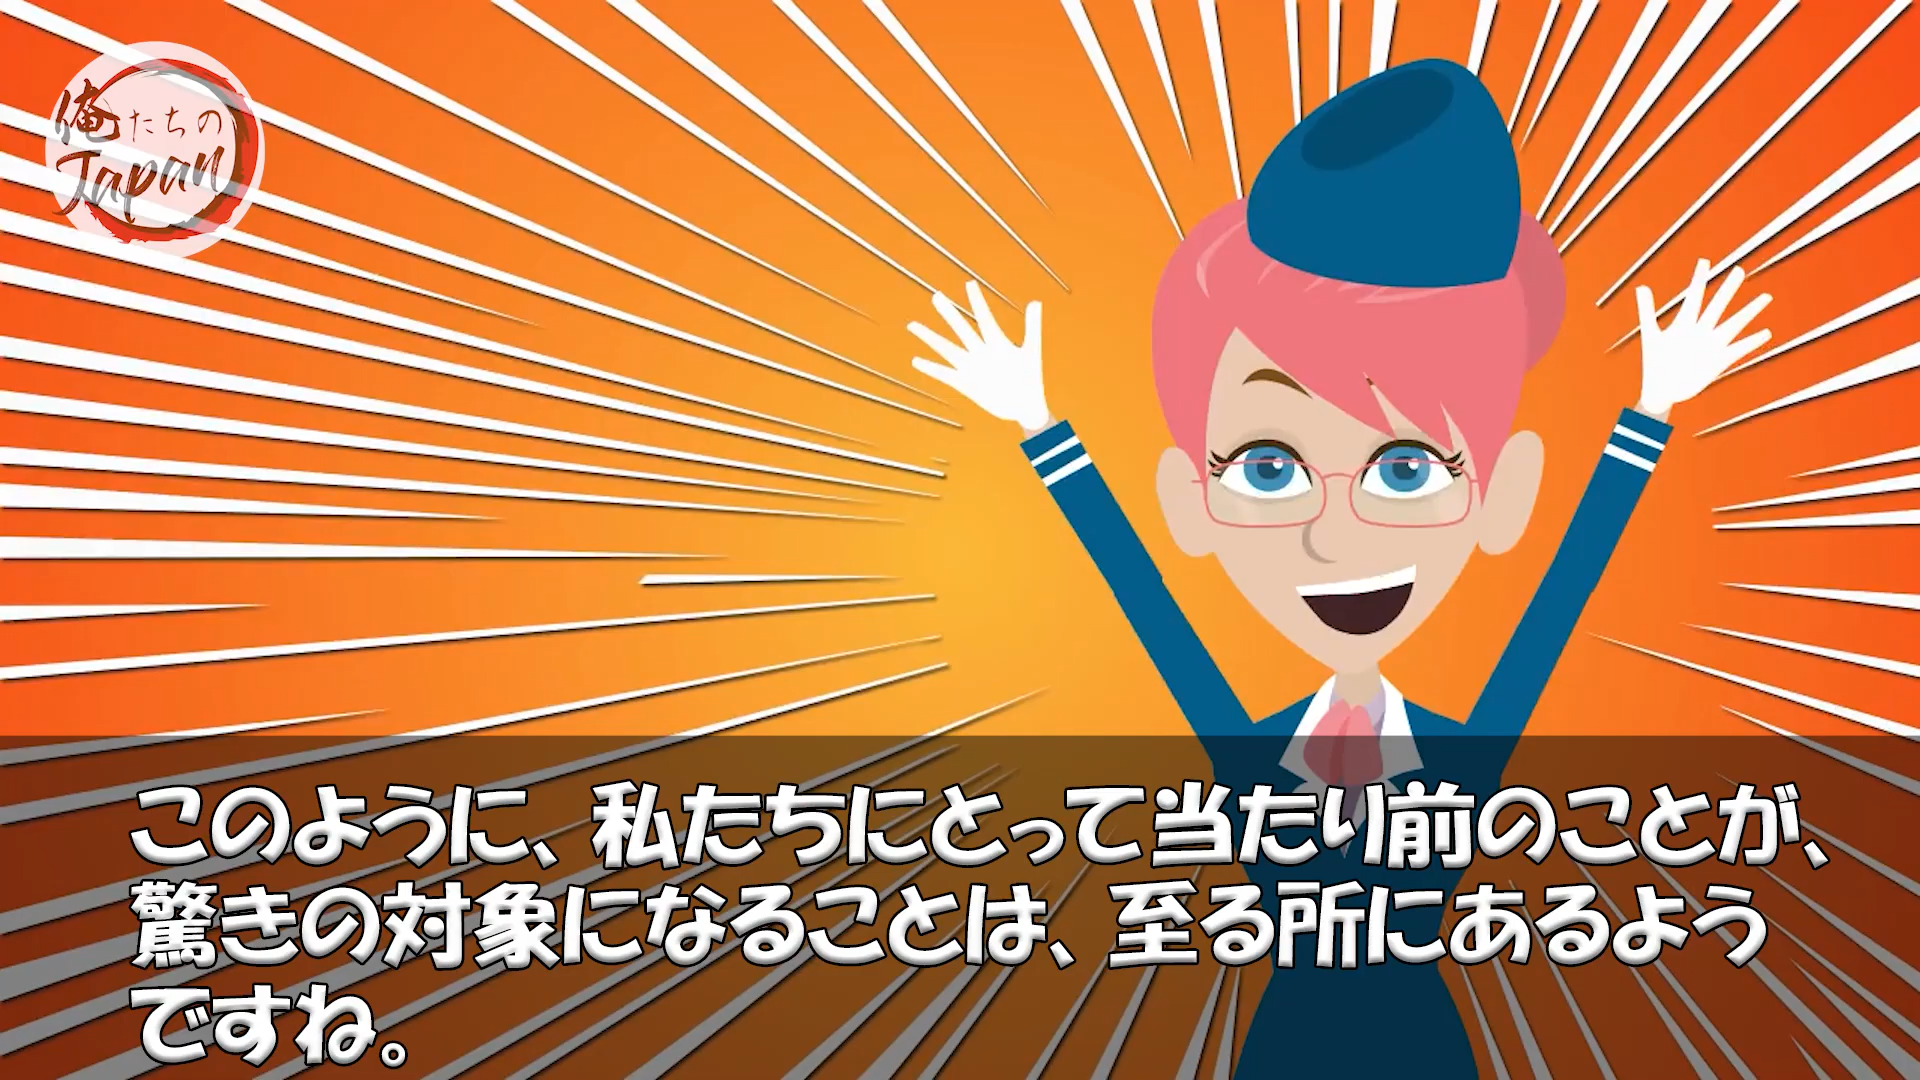 俺たちの
Japan
このように、私たちにとって当たり前のことが、
驚きの対象になることは、至る所にあるよう
ですね。